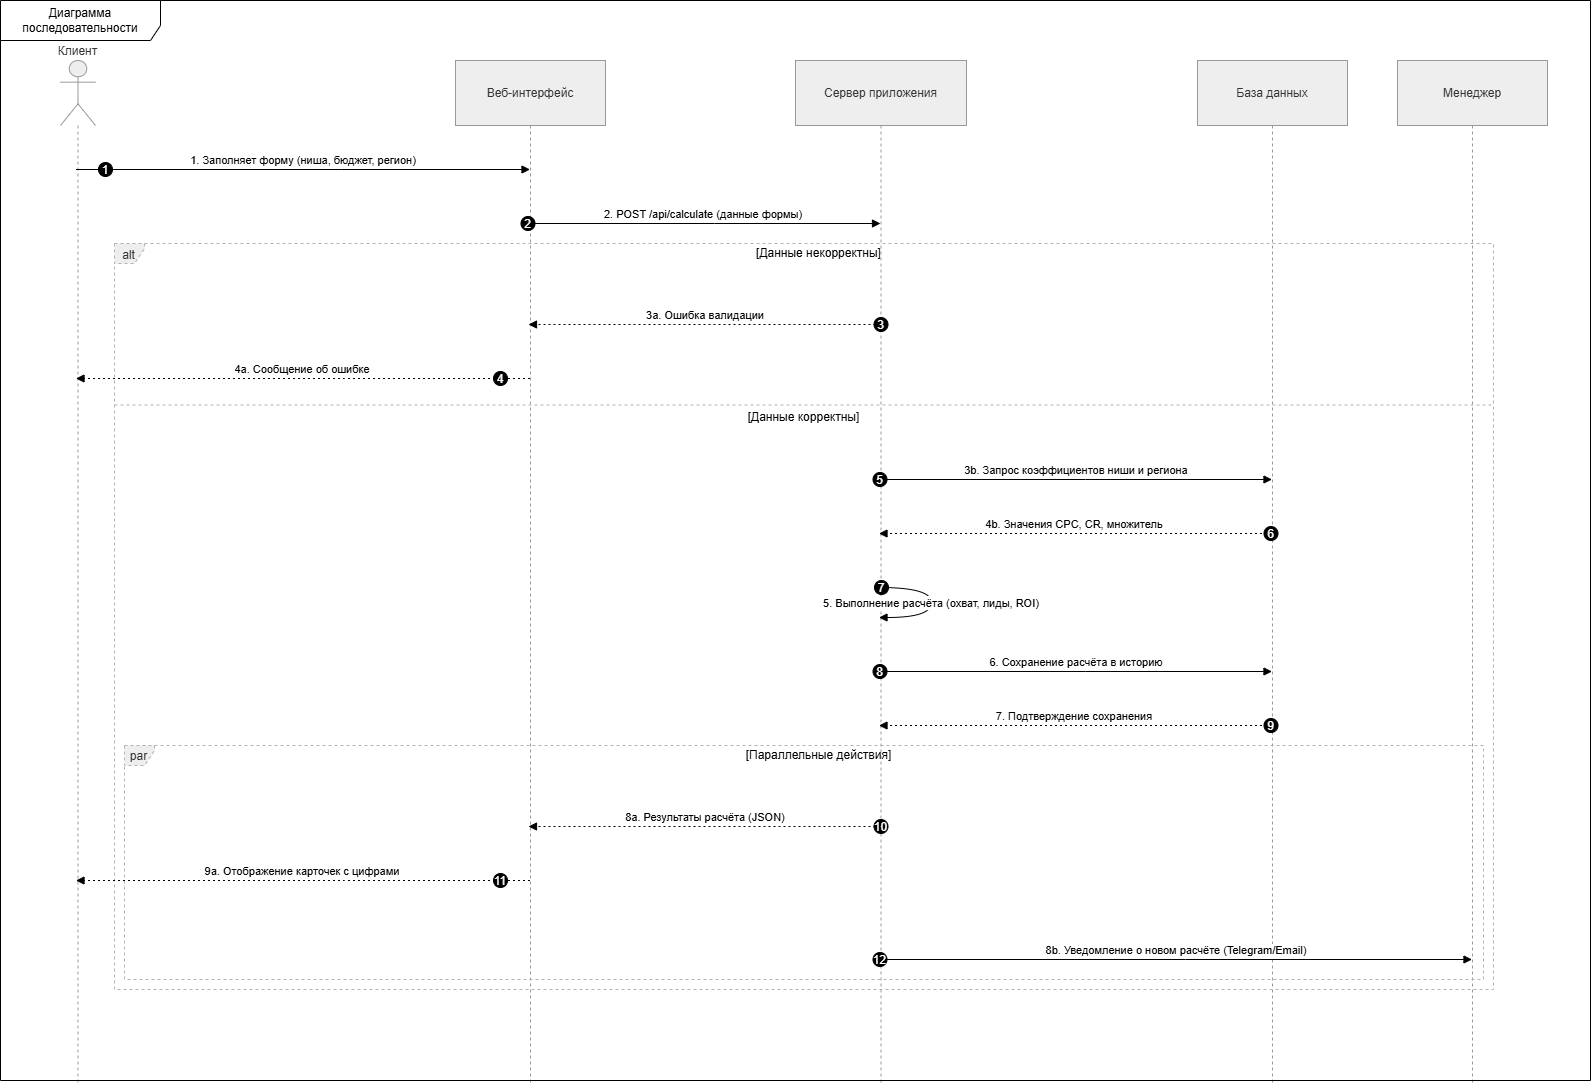 Диаграмма
последовательности
Клиент
Веб-интерфейс
Сервер приложения
База данных
Менеджер
1. Заполняет форму (ниша, бюджет, регион)
1
2. POST /api/calculate (данные формы)
2
alt
[Данные некорректны]
3a. Ошибка валидации
3
4a. Сообщение об ошибке
4
[Данные корректны]
3b. Запрос коэффициентов ниши и региона
5
4b. Значения CPC, CR, множитель
6
7
5. Выполнение расчёта (охват, лиды, ROI)
6. Сохранение расчёта в историю
8
7. Подтверждение сохранения
9
par
[Параллельные действия]
8a. Результаты расчёта (JSON)
10
9a. Отображение карточек с цифрами
11
8b. Уведомление о новом расчёте (Telegram/Email)
12